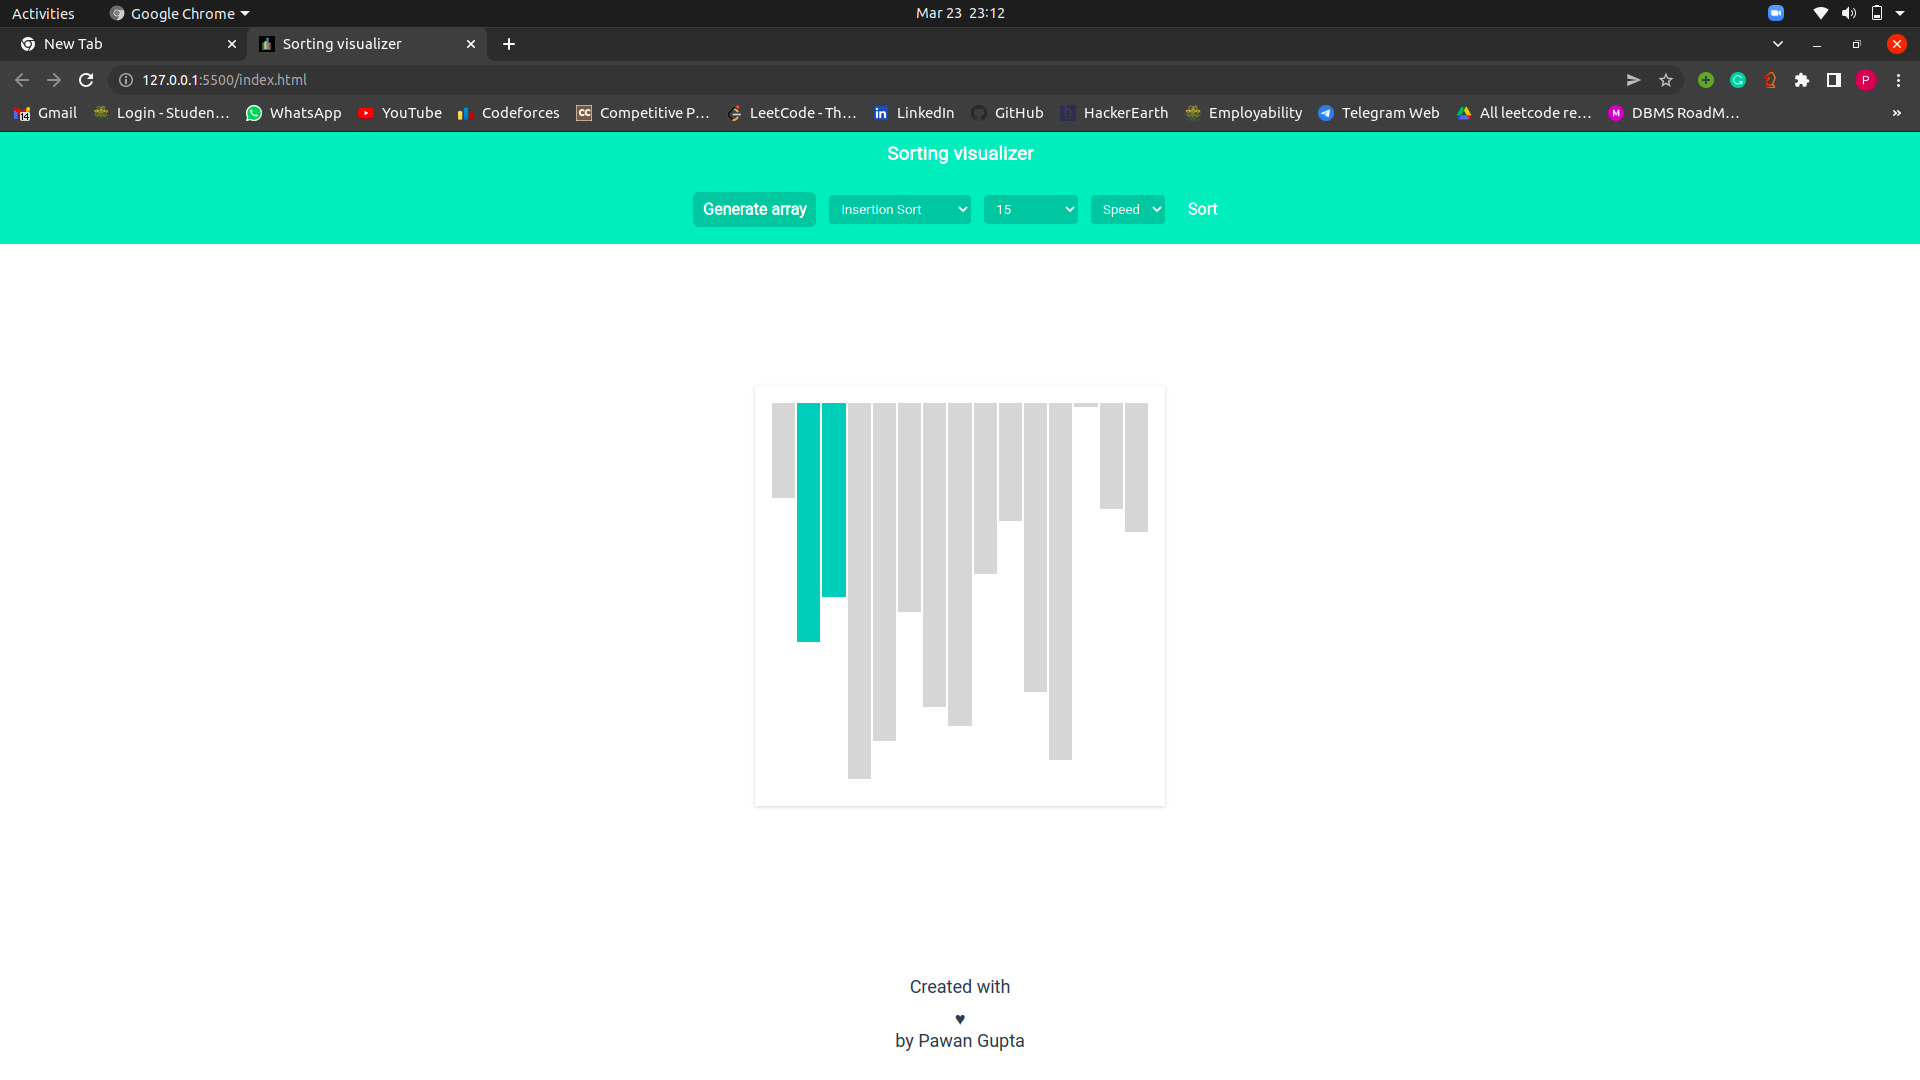 Activities Google Chrome Mar 23 23:12
New Tab Sorting visualizer
127.0.0.1:5500/index.html P
Gmail Login - Studen... WhatsApp YouTube Codeforces Competitive P... LeetCode - Th... LinkedIn GitHub HackerEarth Employability Telegram Web All leetcode re... DBMS RoadM... »
Sorting visualizer
Generate array Insertion Sort 15 Speed Sort
Created with
♥
by Pawan Gupta